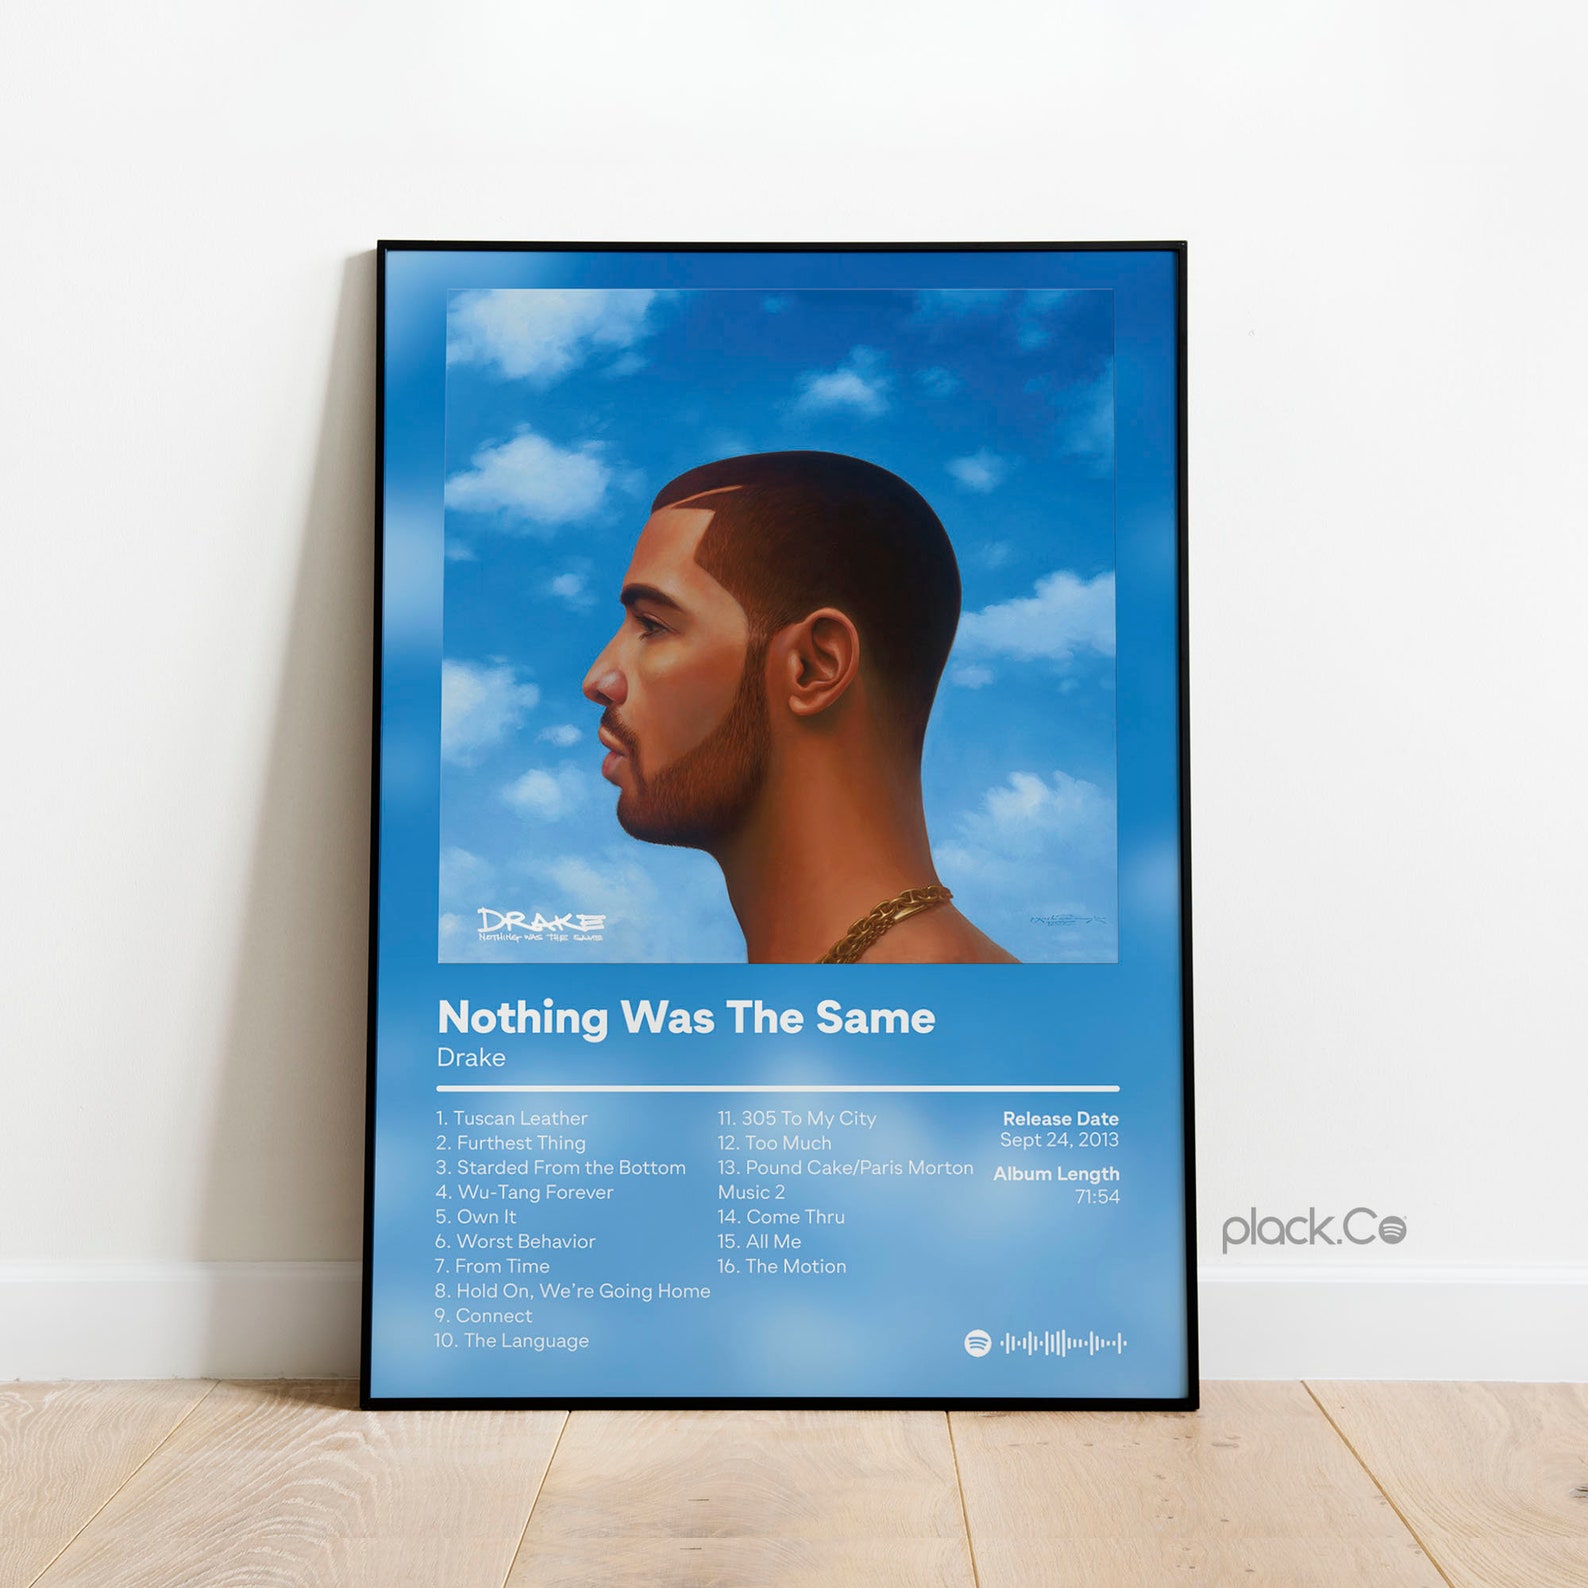 DRAKE
NOTHING WAS THE SAME
Nothing Was The Same
Drake
1. Tuscan Leather
2. Furthest Thing
3. Starded From the Bottom
4. Wu-Tang Forever
5. Own It
6. Worst Behavior
7. From Time
8. Hold On, We're Going Home
9. Connect
10. The Language
11. 305 To My City
12. Too Much
13. Pound Cake/Paris Morton
Music 2
14. Come Thru
15. All Me
16. The Motion
Release Date
Sept 24, 2013
Album Length
71:54
plack.Co